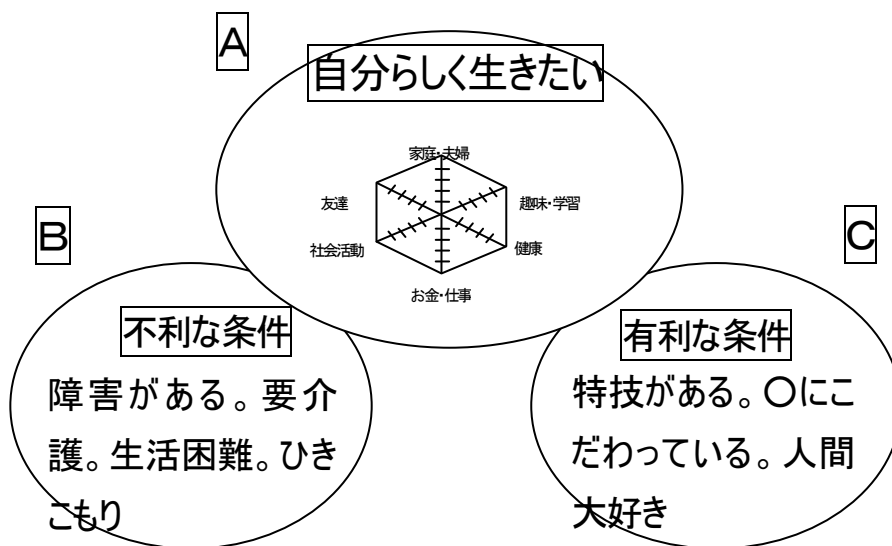 A
自分らしく生きたい
家庭・夫婦
友達
趣味・学習
社会活動
健康
お金・仕事
B
不利な条件
障害がある。要介
護。生活困難。ひき
こもり
C
有利な条件
特技がある。〇にこ
だわっている。人間
大好き